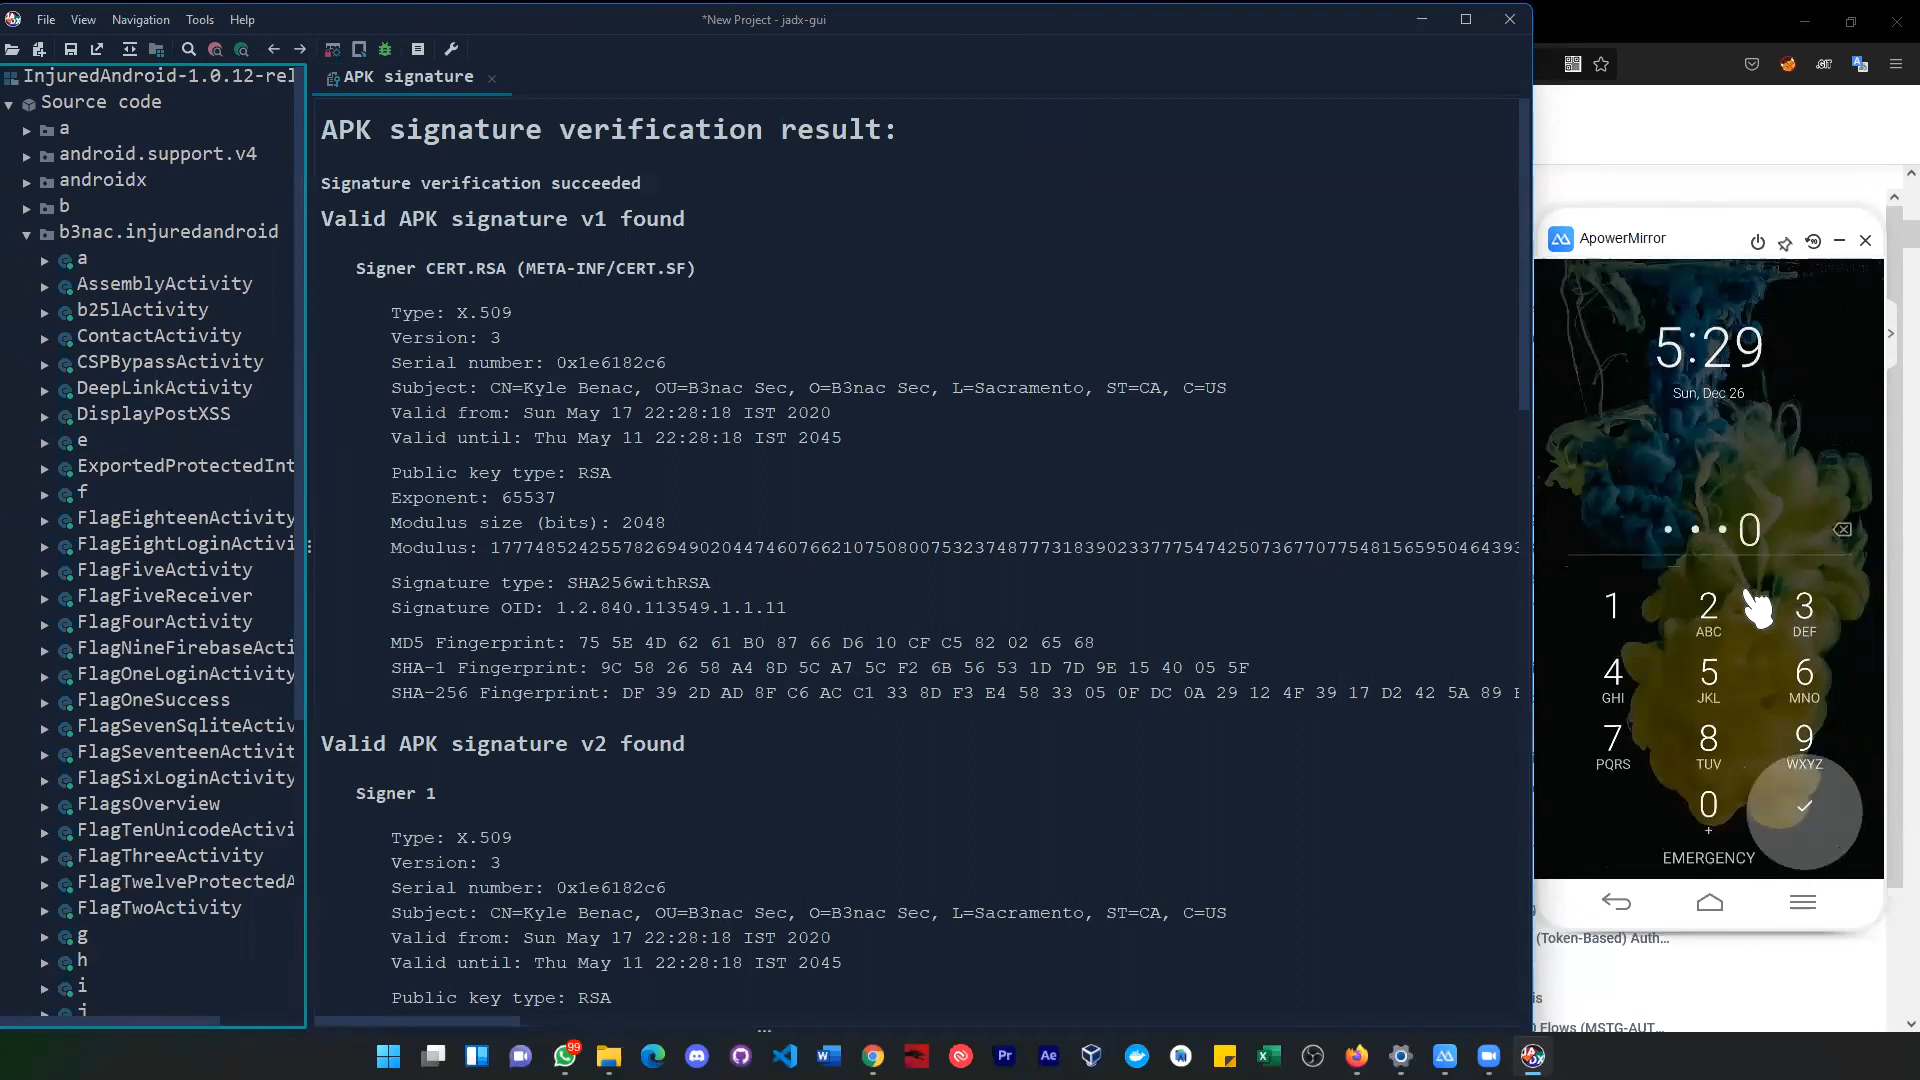 File View Navigation Tools Help
*New Project - jadx-gui
InjuredAndroid-1.0.12-rel
Source code
a
android.support.v4
androidx
b
b3nac.injuredandroid
a
AssemblyActivity
b25lActivity
ContactActivity
CSPBypassActivity
DeepLinkActivity
DisplayPostXSS
e
ExportedProtectedInt
f
FlagEighteenActivity
FlagEightLoginActivi
FlagFiveActivity
FlagFiveReceiver
FlagFourActivity
FlagNineFirebaseActi
FlagOneLoginActivity
FlagOneSuccess
FlagSevenSqliteActiv
FlagSeventeenActivit
FlagSixLoginActivity
FlagsOverview
FlagTenUnicodeActivi
FlagThreeActivity
FlagTwelveProtectedA
FlagTwoActivity
g
h
i
j
APK signature
APK signature verification result:
Signature verification succeeded
Valid APK signature v1 found
Signer CERT.RSA (META-INF/CERT.SF)
Type: X.509
Version: 3
Serial number: 0x1e6182c6
Subject: CN=Kyle Benac, OU=B3nac Sec, O=B3nac Sec, L=Sacramento, ST=CA, C=US
Valid from: Sun May 17 22:28:18 IST 2020
Valid until: Thu May 11 22:28:18 IST 2045
Public key type: RSA
Exponent: 65537
Modulus size (bits): 2048
Modulus: 
Signature type: SHA256withRSA
Signature OID: 1.2.840.113549.1.1.11
MD5 Fingerprint: 75 5E 4D 62 61 B0 87 66 D6 10 CF C5 82 02 65 68
SHA-1 Fingerprint: 9C 58 26 58 A4 8D 5C A7 5C F2 6B 56 53 1D 7D 9E 15 40 05 5F
SHA-256 Fingerprint: DF 39 2D AD 8F C6 AC C1 33 8D F3 E4 58 33 05 0F DC 0A 29 12 4F 39 17 D2 42 5A 89
Valid APK signature v2 found
Signer 1
Type: X.509
Version: 3
Serial number: 0x1e6182c6
Subject: CN=Kyle Benac, OU=B3nac Sec, O=B3nac Sec, L=Sacramento, ST=CA, C=US
Valid from: Sun May 17 22:28:18 IST 2020
Valid until: Thu May 11 22:28:18 IST 2045
Public key type: RSA
.GIT
ApowerMirror
5:29
Sun, Dec 26
0
1 2 3
ABC DEF
4 5 6
GHI JKL MNO
7 8 9
PQRS TUV WXYZ
0
+
EMERGENCY
(Token-Based) Auth...
is
Flows (MSTG-AUT...
99
Pr
Ae